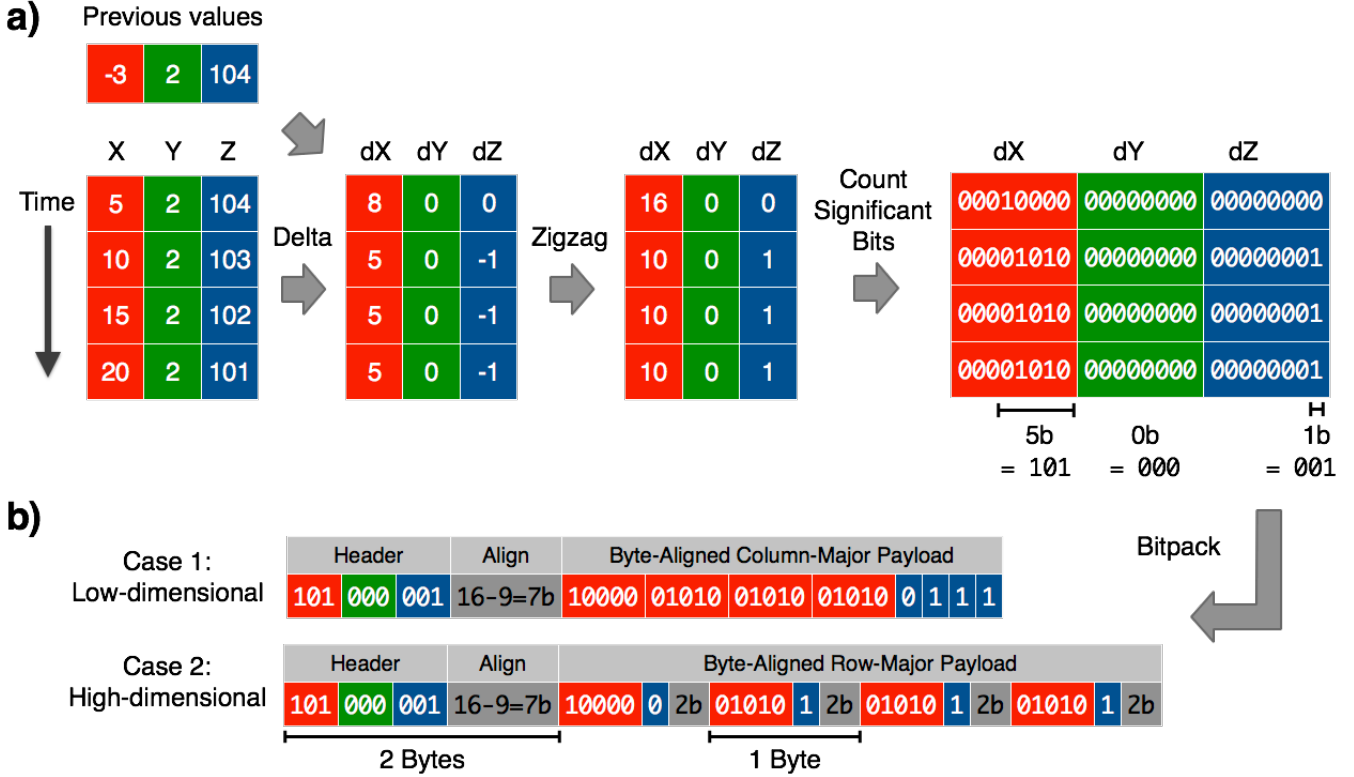 a)
Previous values
-3 2 104
X Y Z
dX dY dZ
dX dY dZ
dX dY dZ
Time
Delta
Zigzag
Count
Significant
Bits
5 2 104
10 2 103
15 2 102
20 2 101
8 0 0
5 0 -1
5 0 -1
5 0 -1
16 0 0
10 0 1
10 0 1
10 0 1
00010000 00000000 00000000
00001010 00000000 00000001
00001010 00000000 00000001
00001010 00000000 00000001
5b 0b 1b
= 101 = 000 = 001
b)
Bitpack
Case 1:
Low-dimensional
Header Align Byte-Aligned Column-Major Payload
101 000 001 16-9=7b 10000 01010 01010 01010 0 1 1 1
Case 2:
High-dimensional
Header Align Byte-Aligned Row-Major Payload
101 000 001 16-9=7b 10000 0 2b 01010 1 2b 01010 1 2b 01010 1 2b
2 Bytes 1 Byte